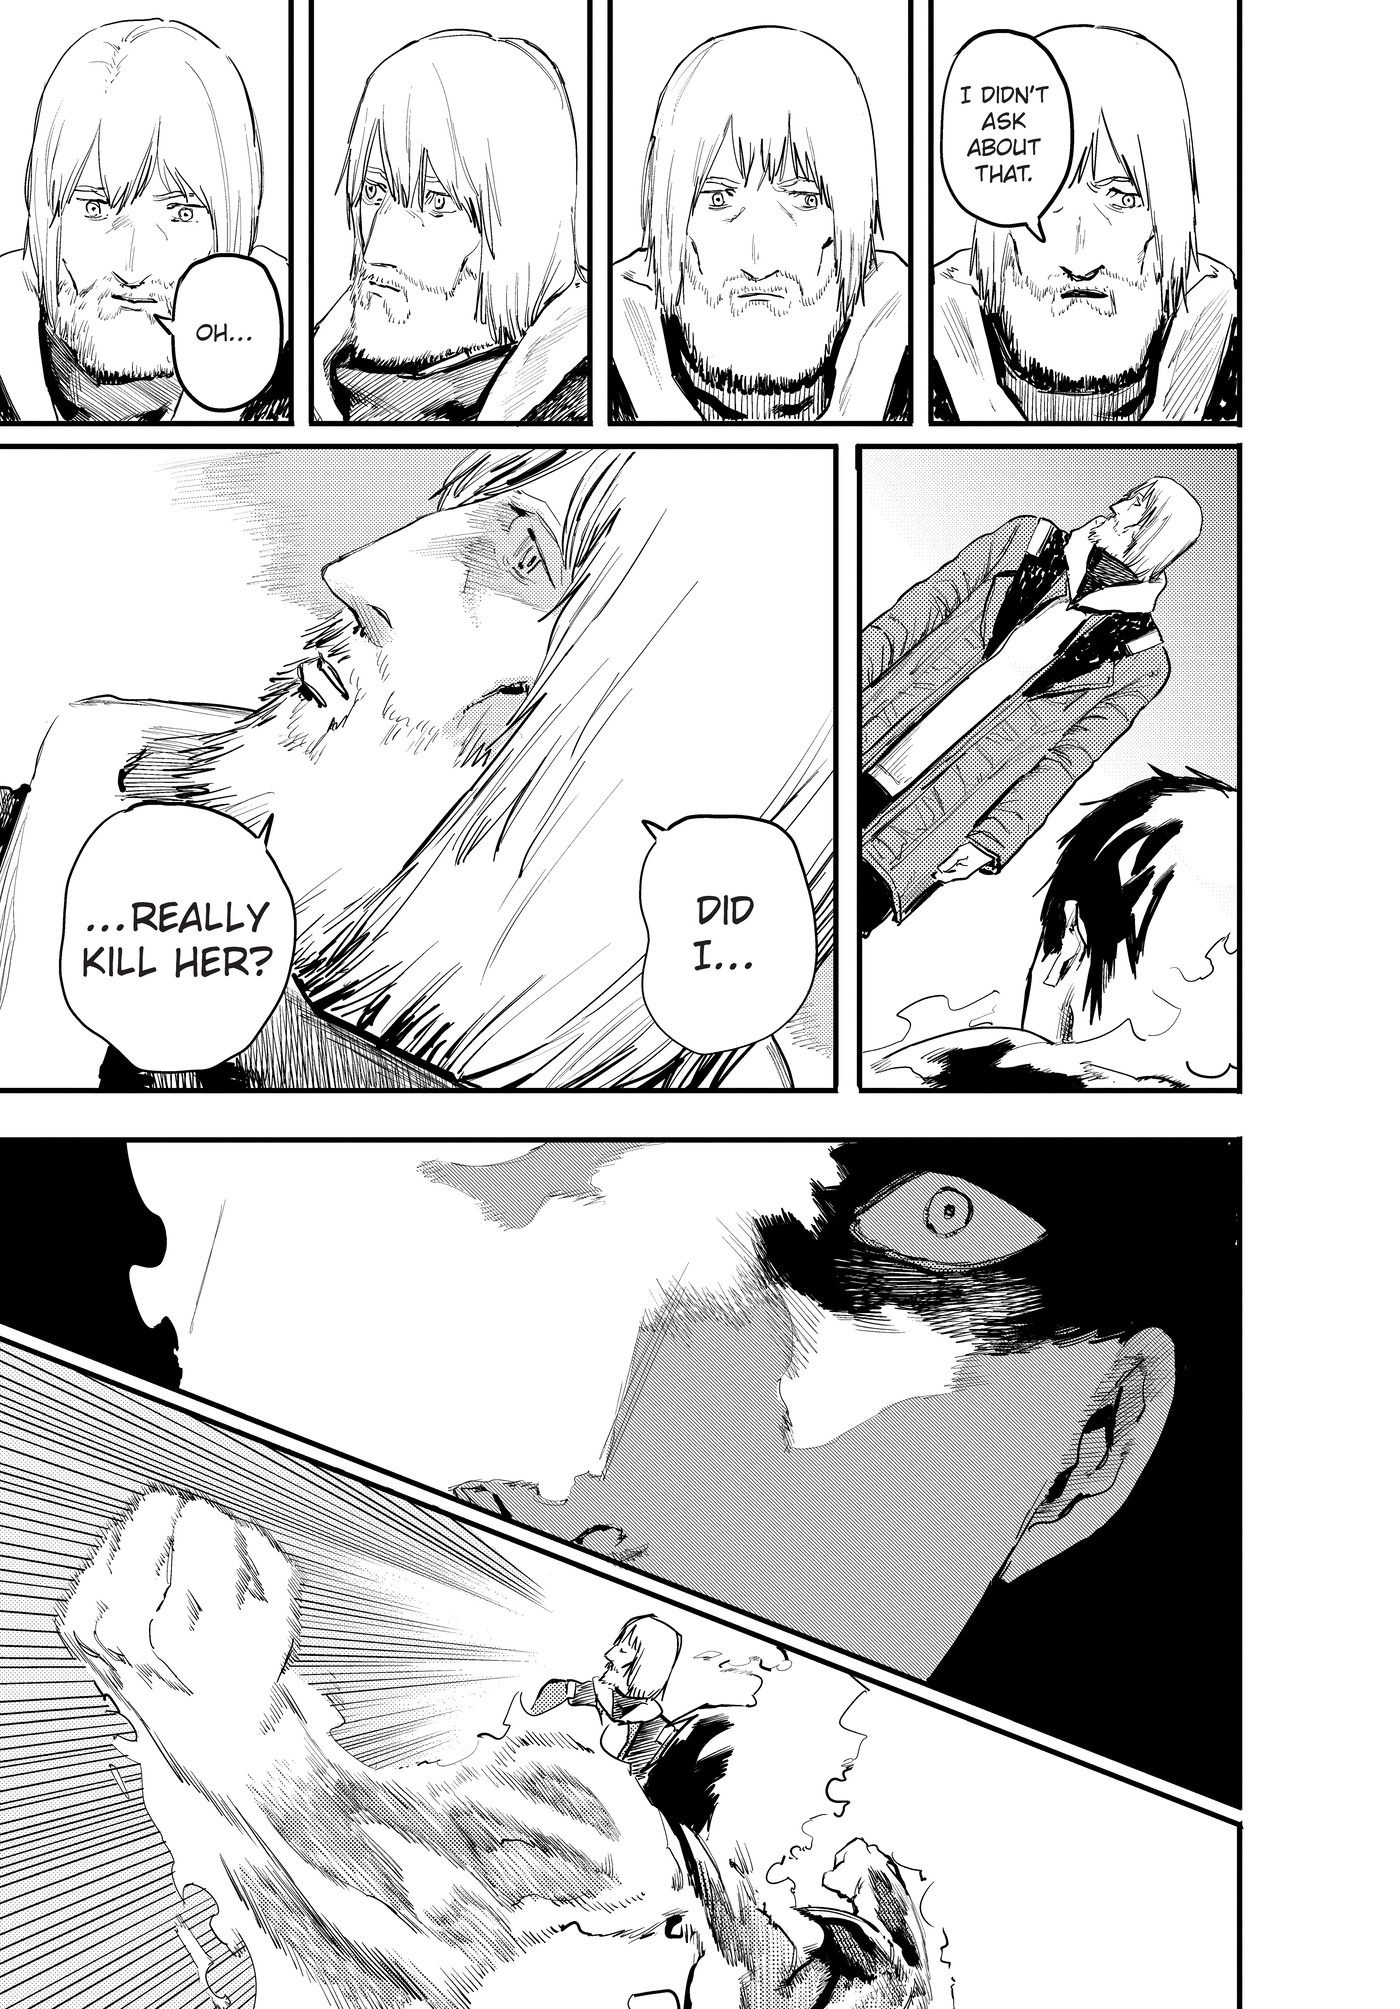 I DIDN'T
ASK
ABOUT
THAT.
OH...
DID
I...
...REALLY
KILL HER?